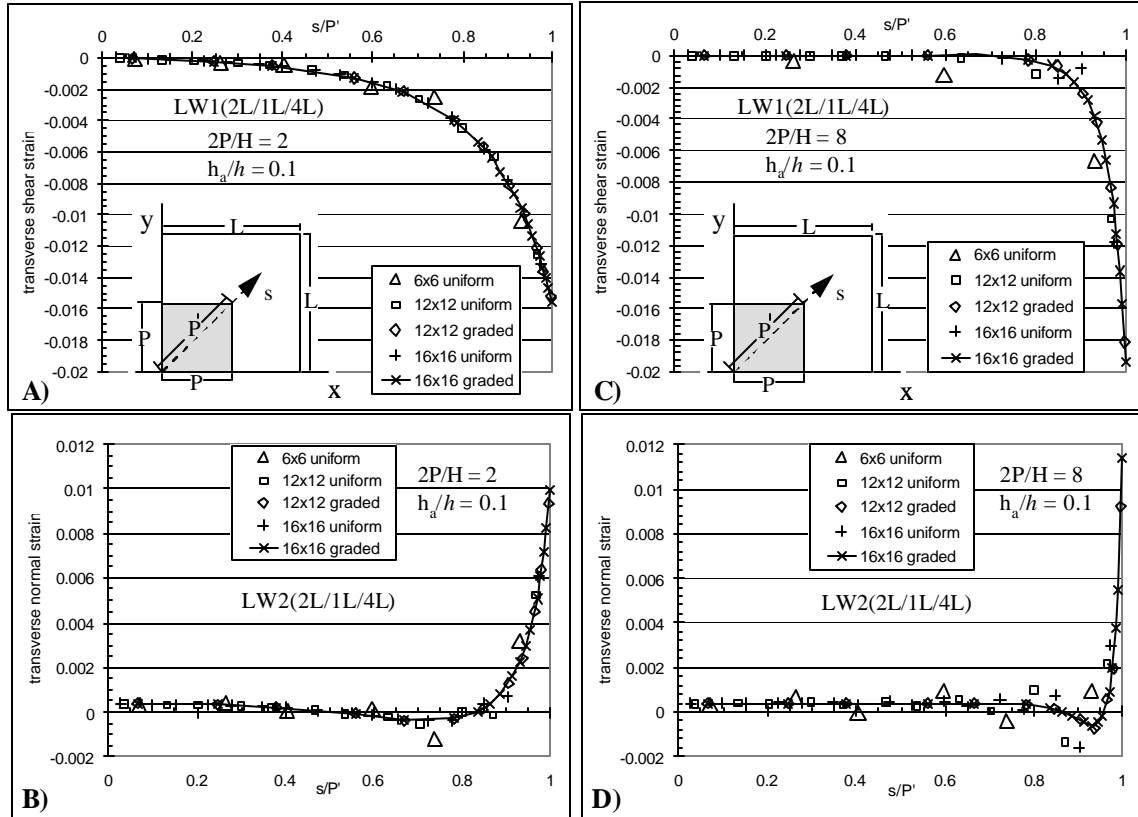 s/P'
0 0.2 0.4 0.6 0.8 1
0
-0.002
-0.004
-0.006
-0.008
-0.01
-0.012
-0.014
-0.016
-0.018
-0.02
transverse shear strain
LW1(2L/1L/4L)
2P/H = 2
h_a/h = 0.1
y
L
L
s
P'
P
P
x
6x6 uniform
12x12 uniform
12x12 graded
16x16 uniform
16x16 graded
A)
0.012
0.01
0.008
0.006
0.004
0.002
0
-0.002
transverse normal strain
6x6 uniform
12x12 uniform
12x12 graded
16x16 uniform
16x16 graded
2P/H = 2
h_a/h = 0.1
LW2(2L/1L/4L)
0 0.2 0.4 0.6 0.8 1
s/P'
B)
s/P'
0 0.2 0.4 0.6 0.8 1
0
-0.002
-0.004
-0.006
-0.008
-0.01
-0.012
-0.014
-0.016
-0.018
-0.02
transverse shear strain
LW1(2L/1L/4L)
2P/H = 8
h_a/h = 0.1
y
L
L
s
P'
P
P
x
6x6 uniform
12x12 uniform
12x12 graded
16x16 uniform
16x16 graded
C)
0.012
0.01
0.008
0.006
0.004
0.002
0
-0.002
transverse normal strair
6x6 uniform
12x12 uniform
12x12 graded
16x16 uniform
16x16 graded
2P/H = 8
h_a/h = 0.1
LW2(2L/1L/4L)
0 0.2 0.4 0.6 0.8 1
s/P'
D)